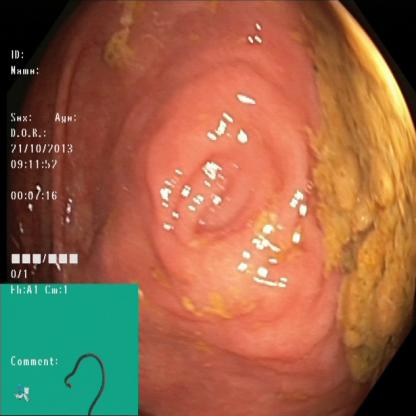 ID:
Name:
Sex: Age:
D.O.B.:
21/10/2013
09:11:52
00:07:16
■■■/■■■
0/1
Eh:A1 Cm:1
Comment: